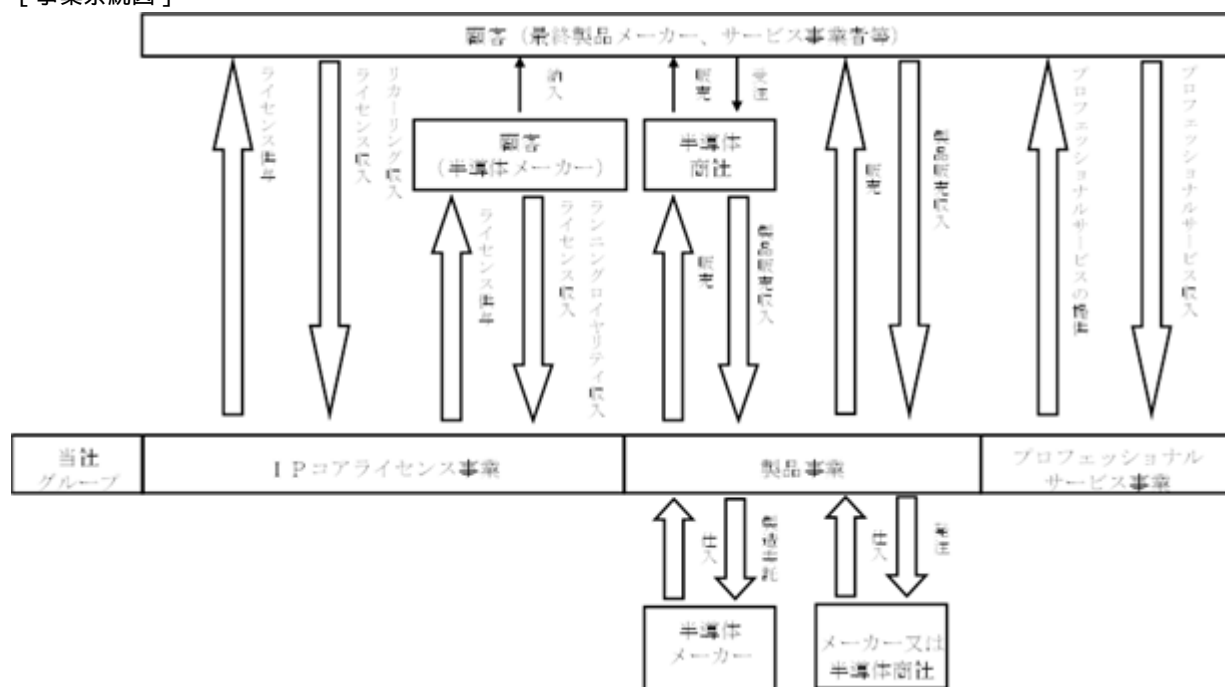 [事業系統図]
顧客（最終製品メーカー、サービス事業者等）
ライセンス供与
リカーリング収入
ライセンス収入
納入
販売
受注
販売
製品販売収入
プロフェッショナルサービスの提供
プロフェッショナルサービス収入
顧客
（半導体メーカー）
半導体
商社
ライセンス供与
ランニングロイヤリティ収入
ライセンス収入
販売
製品販売収入
当社
グループ
ＩＰコアライセンス事業
製品事業
プロフェッショナル
サービス事業
仕入
製造委託
仕入
発注
半導体
メーカー
メーカー又は
半導体商社